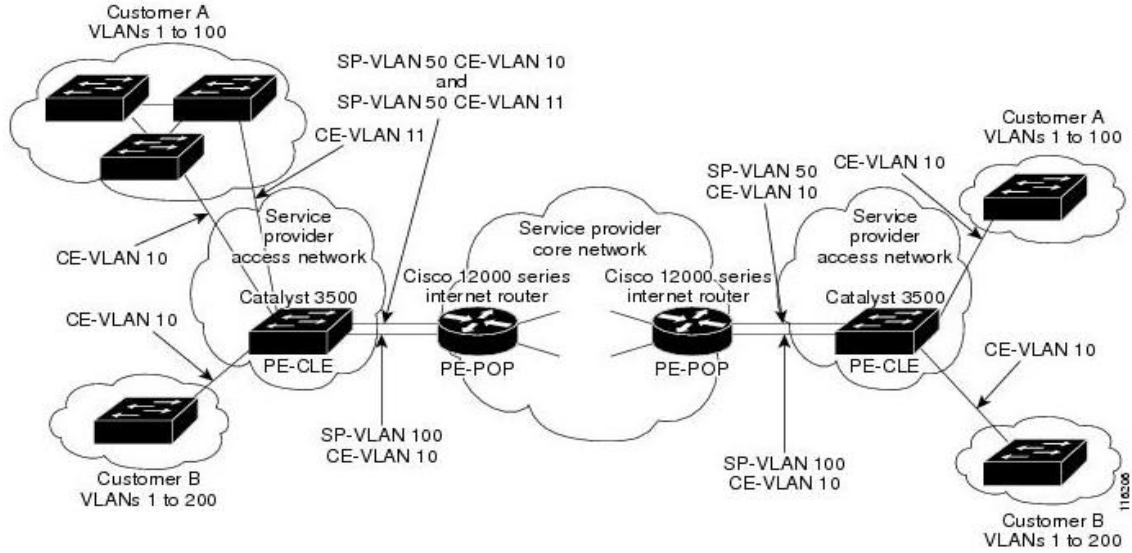 Customer A
VLANs 1 to 100
SP-VLAN 50 CE-VLAN 10
and
SP-VLAN 50 CE-VLAN 11
CE-VLAN 11
Customer A
VLANs 1 to 100
CE-VLAN 10
SP-VLAN 50
CE-VLAN 10
Service
provider
access network
CE-VLAN 10
Service provider
core network
Service
provider
access network
Cisco 12000 series
internet router
Cisco 12000 series
internet router
Catalyst 3500
Catalyst 3500
CE-VLAN 10
PE-CLE
PE-POP
PE-POP
PE-CLE
CE-VLAN 10
SP-VLAN 100
CE-VLAN 10
SP-VLAN 100
CE-VLAN 10
Customer B
VLANs 1 to 200
Customer B
VLANs 1 to 200
116206